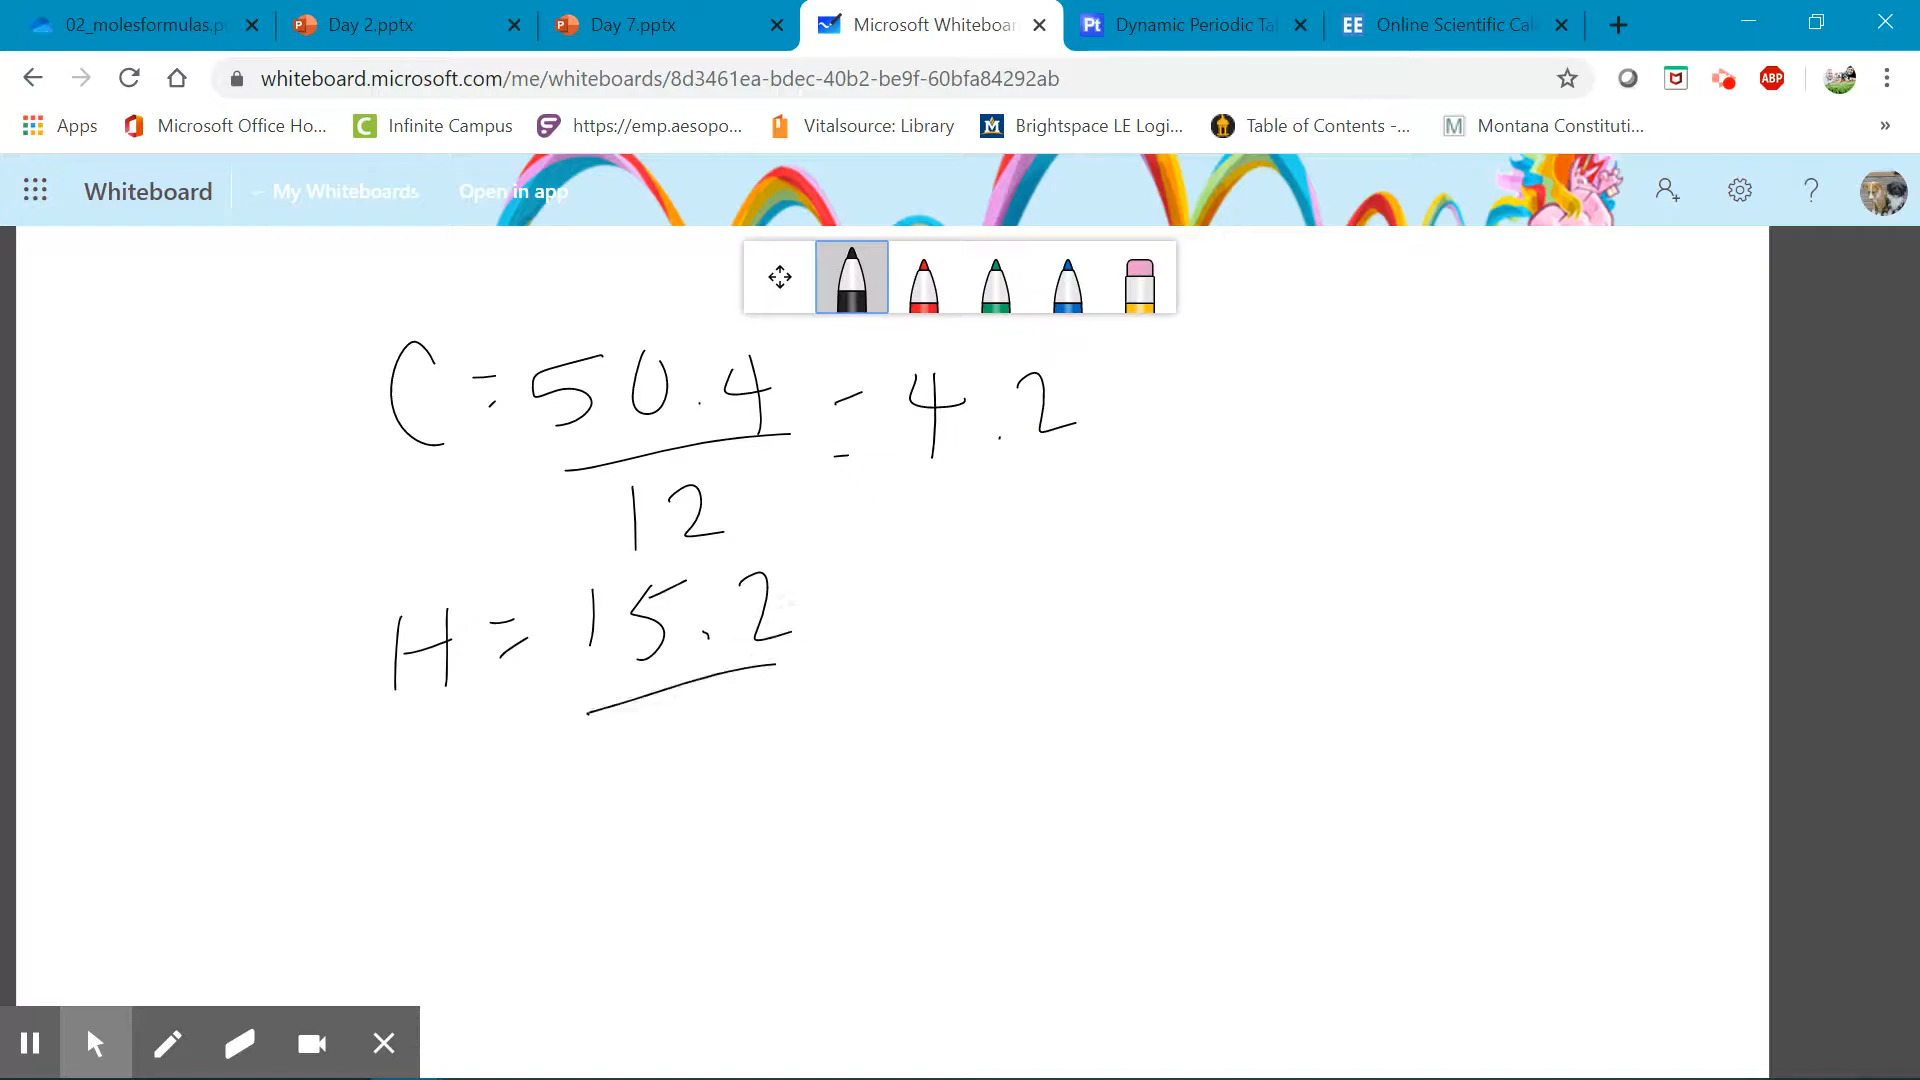 02_molesformulas.p
Day 2.pptx
Day 7.pptx
Microsoft Whiteboar
Pt
Dynamic Periodic Ta
EE
Online Scientific Cal
whiteboard.microsoft.com/me/whiteboards/8d3461ea-bdec-40b2-be9f-60bfa84292ab
ABP
Apps
Microsoft Office Ho...
Infinite Campus
https://emp.aesopo...
Vitalsource: Library
Brightspace LE Logi...
Table of Contents -...
Montana Constituti...
»
Whiteboard
My Whiteboards
Open in app
C = 50.4 = 4.2
12
H = 15.2